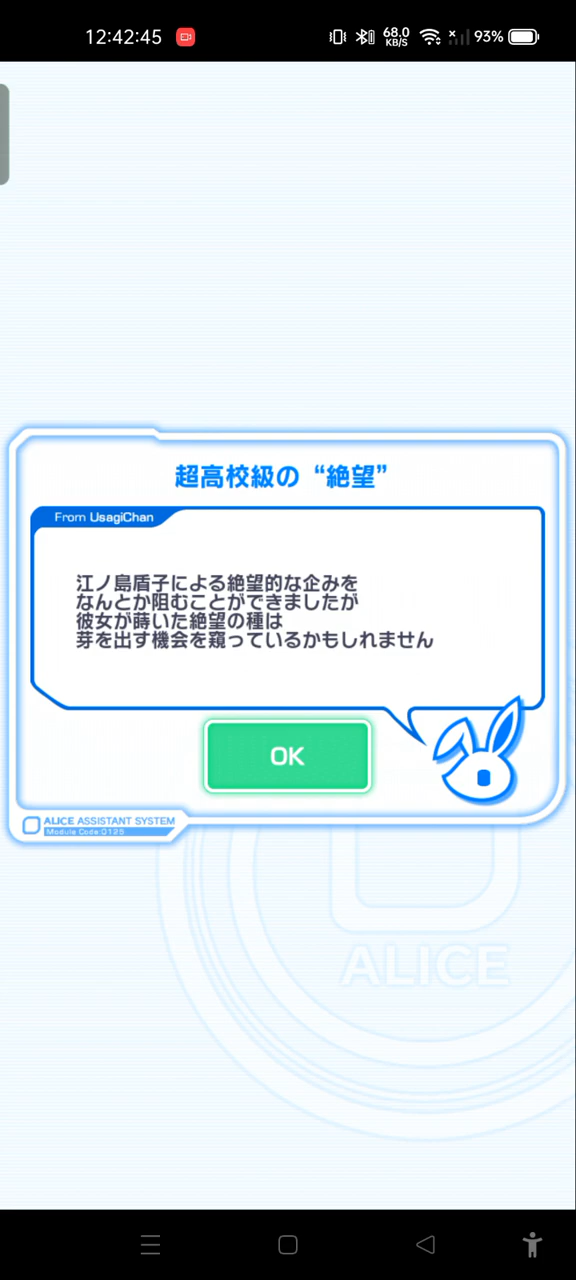 12:42:45
68.0
KB/S
93%
超高校級の“絶望”
From UsagiChan
江ノ島盾子による絶望的な企みを
なんとか阻むことができましたが
彼女が蒔いた絶望の種は
芽を出す機会を窺っているかもしれません
OK
ALICE ASSISTANT SYSTEM
Module Code:0125
ALICE